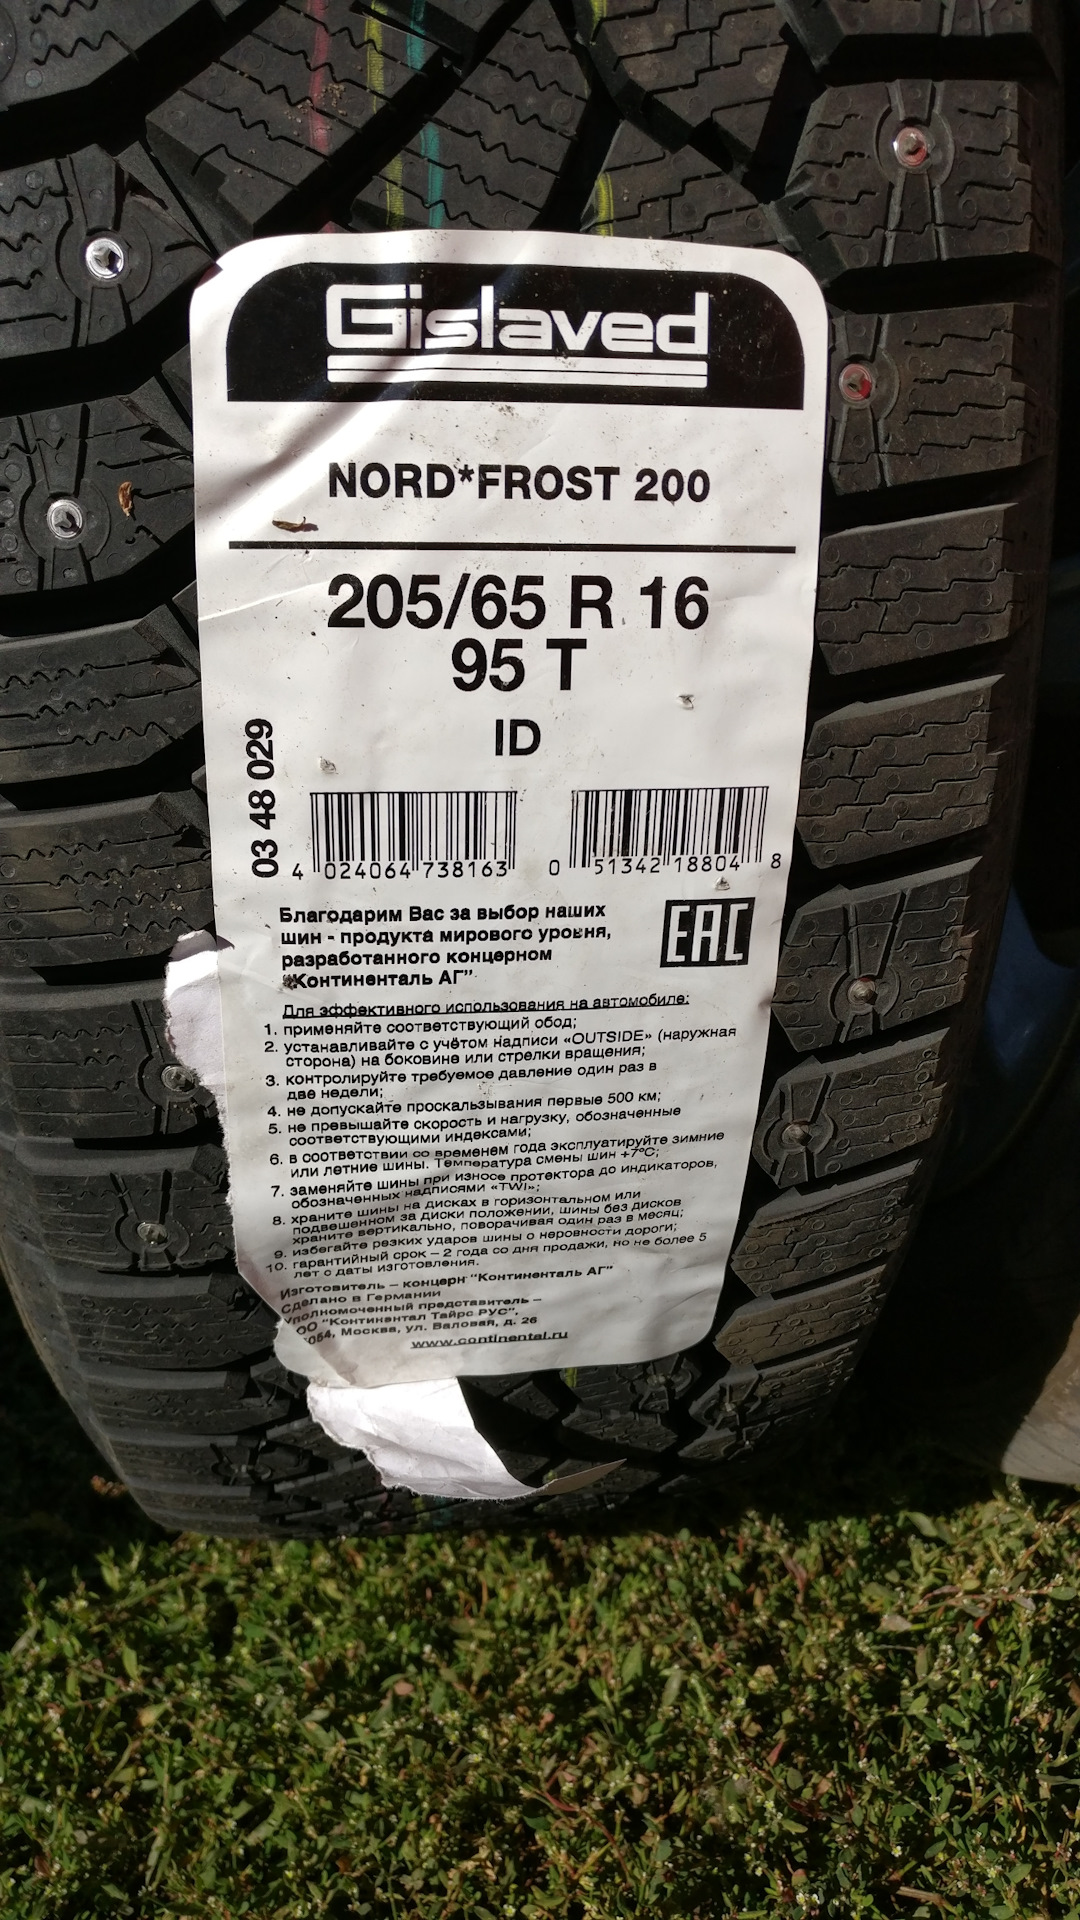 Gislaved
NORD*FROST 200
205/65 R 16
95 T
ID
03 48 029
4 024064 738163
0 51342 18804 8
Благодарим Вас за выбор наших
шин - продукта мирового уровня,
разработанного концерном
"Континенталь АГ"
EAC
Для эффективного использования на автомобиле:
1. применяйте соответствующий обод;
2. устанавливайте с учётом надписи «OUTSIDE» (наружная
сторона) на боковине или стрелки вращения;
3. контролируйте требуемое давление один раз в
две недели;
4. не допускайте проскальзывания первые 500 км;
5. не превышайте скорость и нагрузку, обозначенные
соответствующими индексами;
6. в соответствии со временем года эксплуатируйте зимние
или летние шины. Температура смены шин +7°С;
7. заменяйте шины при износе протектора до индикаторов,
обозначенных надписями «TWI»;
8. храните шины на дисках в горизонтальном или
подвешенном за диски положении, шины без дисков
храните вертикально, поворачивая один раз в месяц;
9. избегайте резких ударов шины о неровности дороги;
10. гарантийный срок – 2 года со дня продажи, но не более 5
лет с даты изготовления.
Изготовитель – концерн "Континенталь АГ"
Сделано в Германии
уполномоченный представитель –
ОО "Континентал Тайрс РУС",
054, Москва, ул. Валовая, д. 26
www.continental.ru